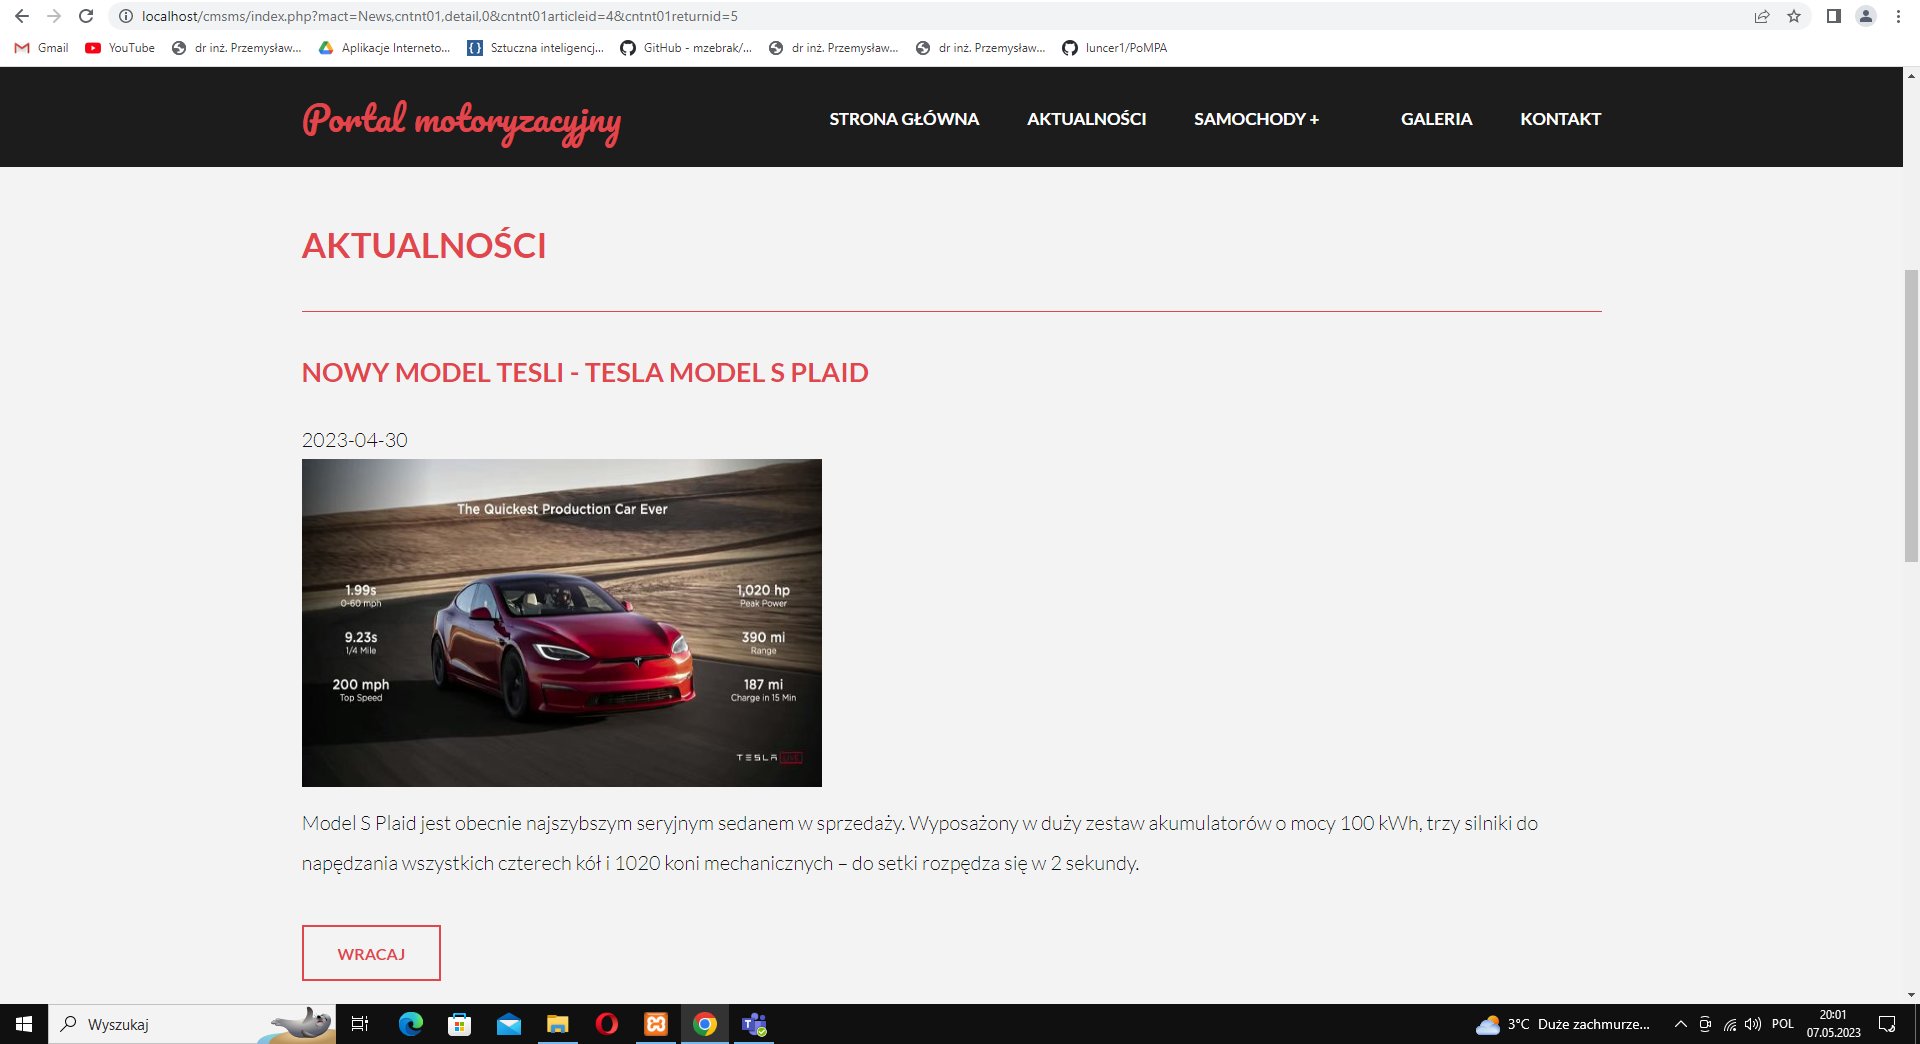 localhost/cmsms/index.php?mact=News,cntnt01,detail,0&cntnt01articleid=4&cntnt01returnid=5
Gmail YouTube dr inż. Przemysław... Aplikacje Interneto... Sztuczna inteligencj... GitHub - mzebrak/... dr inż. Przemysław... dr inż. Przemysław... luncer1/PoMPA
Portal motoryzacyjny STRONA GŁÓWNA AKTUALNOŚCI SAMOCHODY + GALERIA KONTAKT
AKTUALNOŚCI
NOWY MODEL TESLI - TESLA MODEL S PLAID
2023-04-30
The Quickest Production Car Ever
1.99s 1,020 hp
0-60 mph Peak Power
9.23s 390 mi
1/4 Mile Range
200 mph 187 mi
Top Speed Charge in 15 Min
TESLA LIVE
Model S Plaid jest obecnie najszybszym seryjnym sedanem w sprzedaży. Wyposażony w duży zestaw akumulatorów o mocy 100 kWh, trzy silniki do
napędzania wszystkich czterech kół i 1020 koni mechanicznych – do setki rozpędza się w 2 sekundy.
WRACAJ
Wyszukaj 3°C Duże zachmurze... POL 20:01
07.05.2023